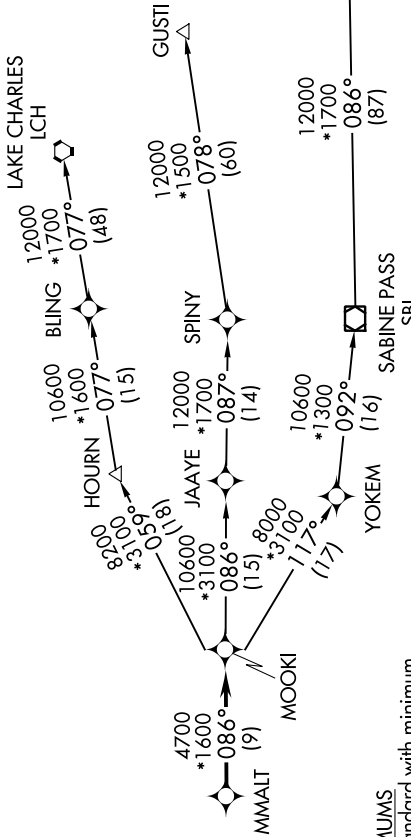 LAKE CHARLES
LCH
12000
*1700
077°
(48)
BLING
10600
*1600
077°
(15)
HOURN
8200
*3100
059°
(18)
GUSTI
12000
*1500
078°
(60)
SPINY
12000
*1700
087°
(14)
JAAYE
10600
*3100
086°
(15)
MOOKI
4700
*1600
086°
(9)
MMALT
8000
*3100
117°
(17)
YOKEM
10600
*1300
092°
(16)
SABINE PASS
SBI
12000
*1700
086°
(87)
MUMS
andard with minimum